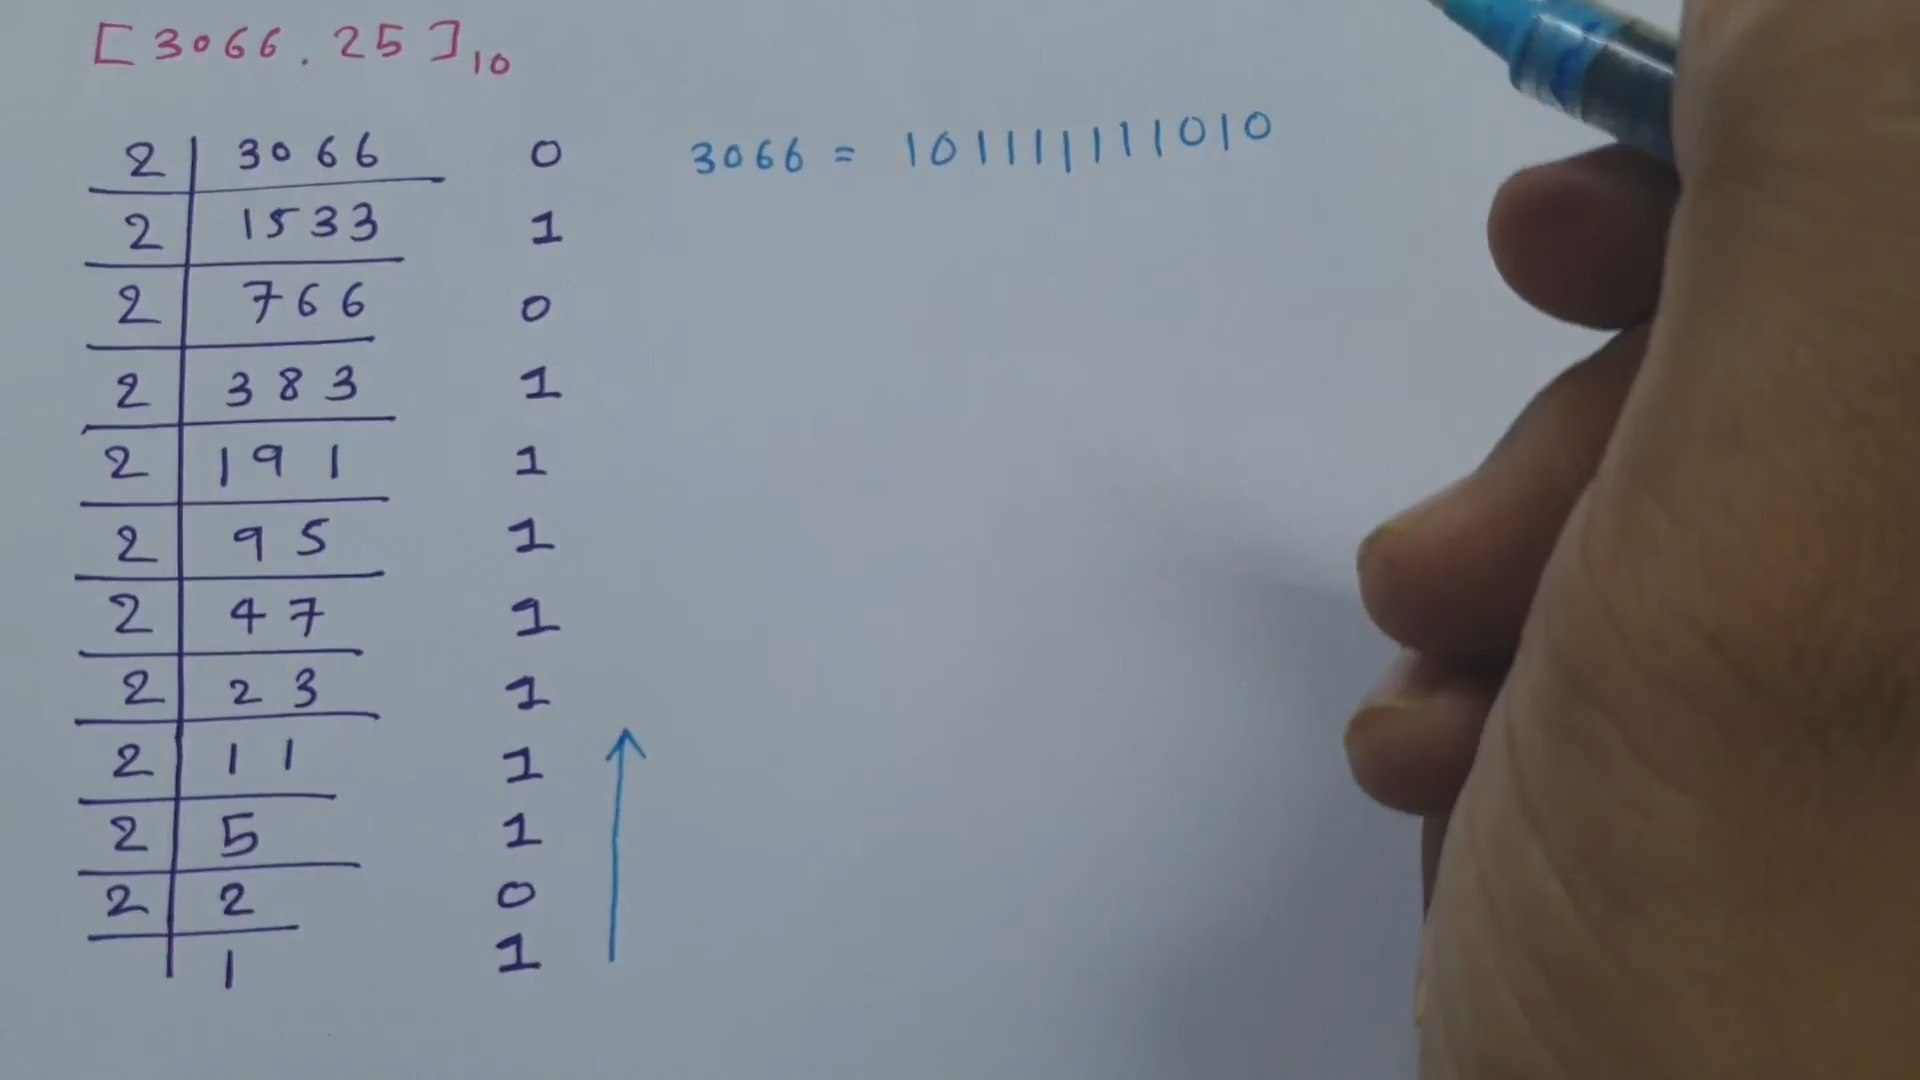 [3066.25]10
2 3066 0 3066 = 101111111010
2 1533 1
2 766 0
2 383 1
2 191 1
2 95 1
2 47 1
2 23 1
2 11 1
2 5 1
2 2 0
1 1